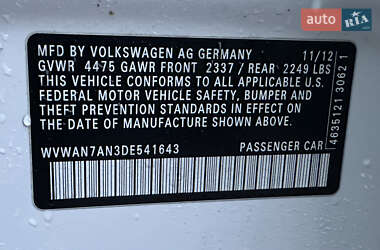 auto RIA
MFD BY VOLKSWAGEN AG GERMANY 11/12
GVWR 4475 GAWR FRONT 2337 / REAR 2249 LBS
THIS VEHICLE CONFORMS TO ALL APPLICABLE U.S.
FEDERAL MOTOR VEHICLE SAFETY, BUMPER AND
THEFT PREVENTION STANDARDS IN EFFECT ON THE
DATE OF MANUFACTURE SHOWN ABOVE.
WVWAN7AN3DE541643 PASSENGER CAR
4635121 3062 1